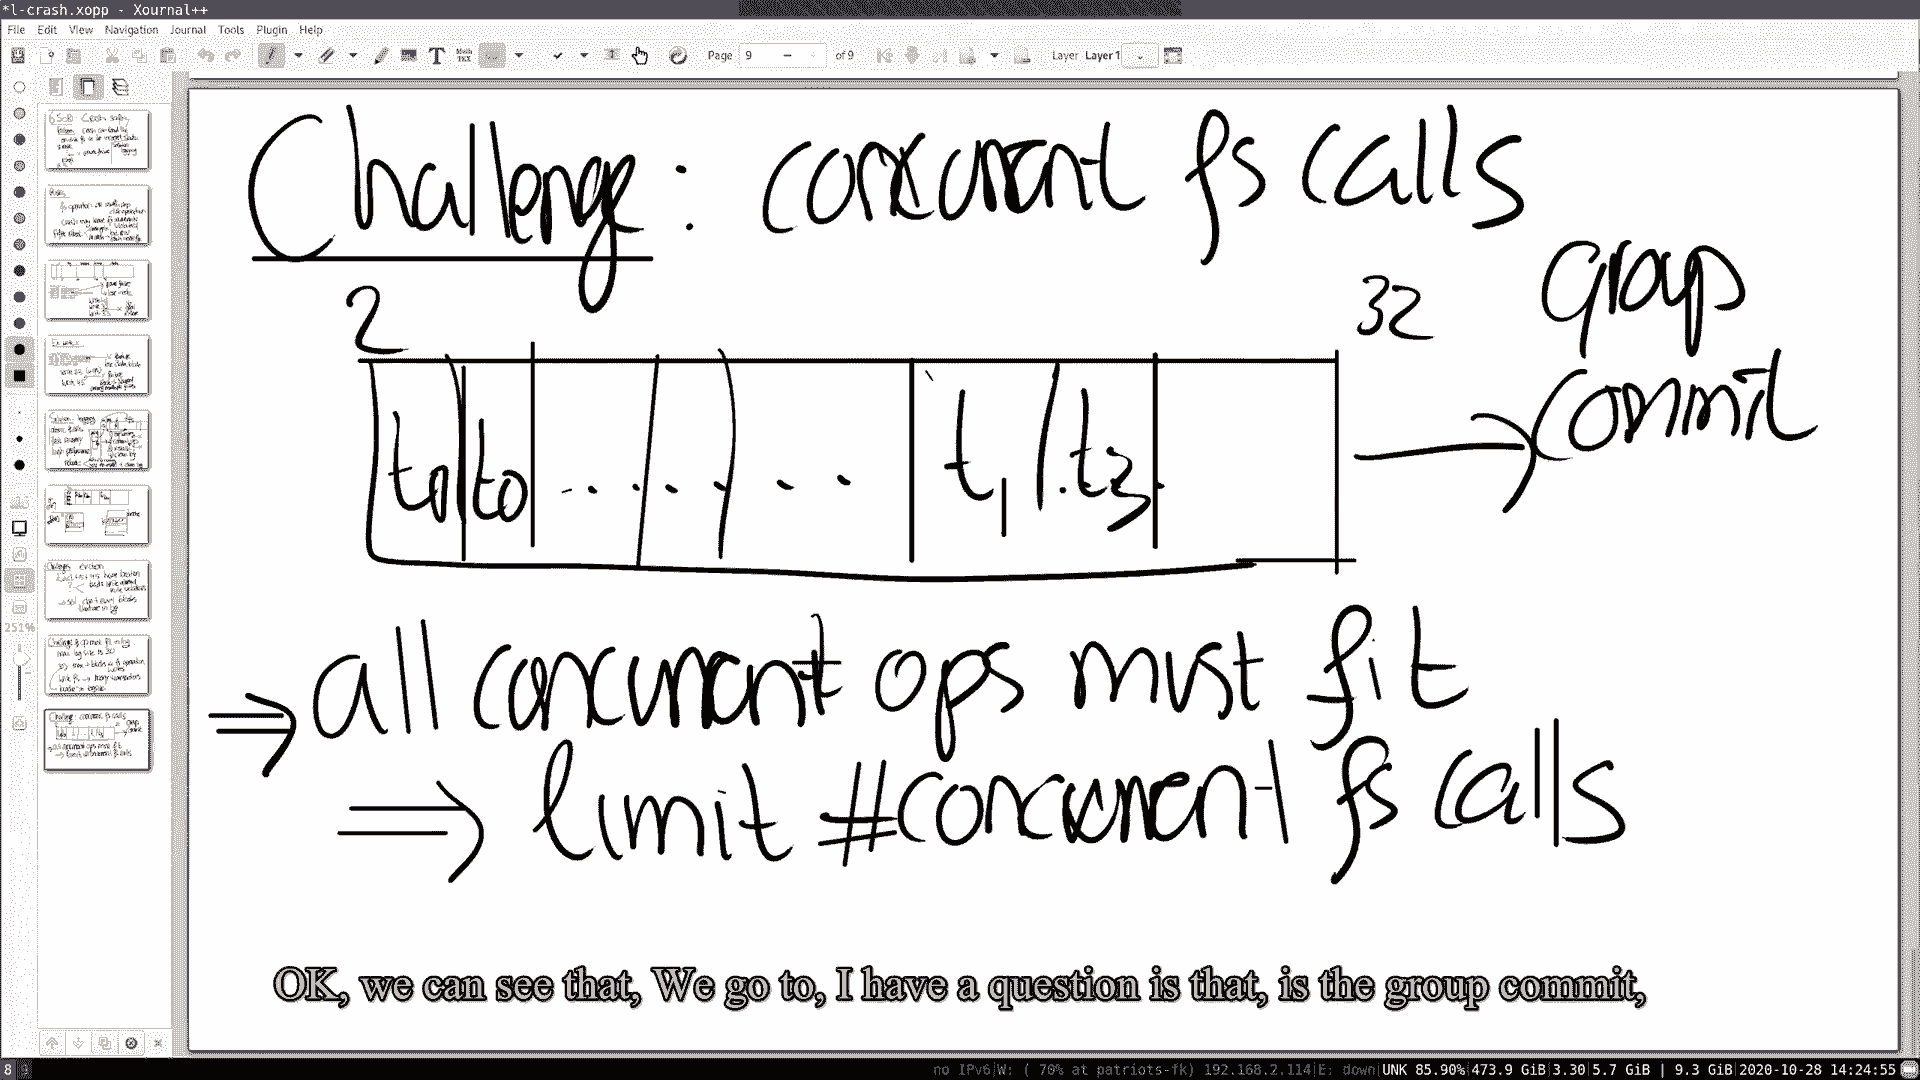 *l-crash.xopp - Xournal++
File Edit View Navigation Journal Tools Plugin Help
Page 9 of 9 Layer Layer 1
Challenge: concurrent fs calls
2 32 group
commit
t0 t0 ....... t1 t3
251%
⇒ all concurrent ops must fit
⇒ limit #concurrent fs calls
OK, we can see that, We go to, I have a question is that, is the group commit,
8 9 no IPv6|W: ( 70% at patriots-fk) 192.168.2.114|E: down|UNK 85.90%|473.9 GiB|3.30|5.7 GiB | 9.3 GiB|2020-10-28 14:24:55